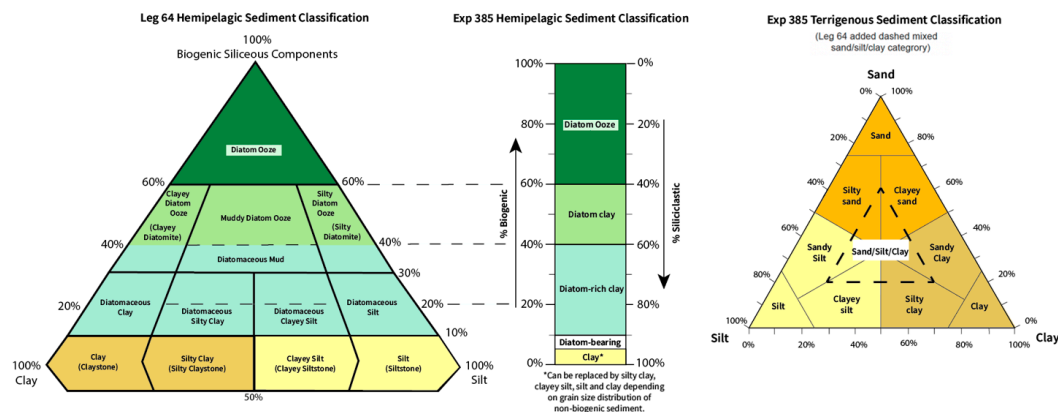 Leg 64 Hemipelagic Sediment Classification
100%
Biogenic Siliceous Components
Diatom Ooze
60%
60%
Clayey
Diatom
Ooze
(Clayey
Diatomite)
Muddy Diatom Ooze
Silty
Diatom
Ooze
(Silty
Diatomite)
40%
40%
Diatomaceous Mud
30%
20%
20%
Diatomaceous
Clay
Diatomaceous
Silty Clay
Diatomaceous
Clayey Silt
Diatomaceous
Silt
10%
100%
Clay
Clay
(Claystone)
Silty Clay
(Silty Claystone)
Clayey Silt
(Clayey Siltstone)
Silt
(Siltstone)
100%
Silt
50%
Exp 385 Hemipelagic Sediment Classification
100%
0%
80%
Diatom Ooze
20%
60%
40%
Diatom clay
40%
60%
Diatom-rich clay
20%
80%
Diatom-bearing
Clay*
0%
100%
% Biogenic
% Siliciclastic
*Can be replaced by silty clay,
clayey silt, silt and clay depending
on grain size distribution of
non-biogenic sediment.
Exp 385 Terrigenous Sediment Classification
(Leg 64 added dashed mixed
sand/silt/clay categrory)
Sand
0%
100%
Sand
20%
80%
40%
60%
Silty
sand
Clayey
sand
60%
40%
Sandy
Silt
Sand/Silt/Clay
Sandy
Clay
80%
20%
Silt
Clayey
silt
Silty
clay
Clay
100%
0%
Silt
Clay
0%
20%
40%
60%
80%
100%